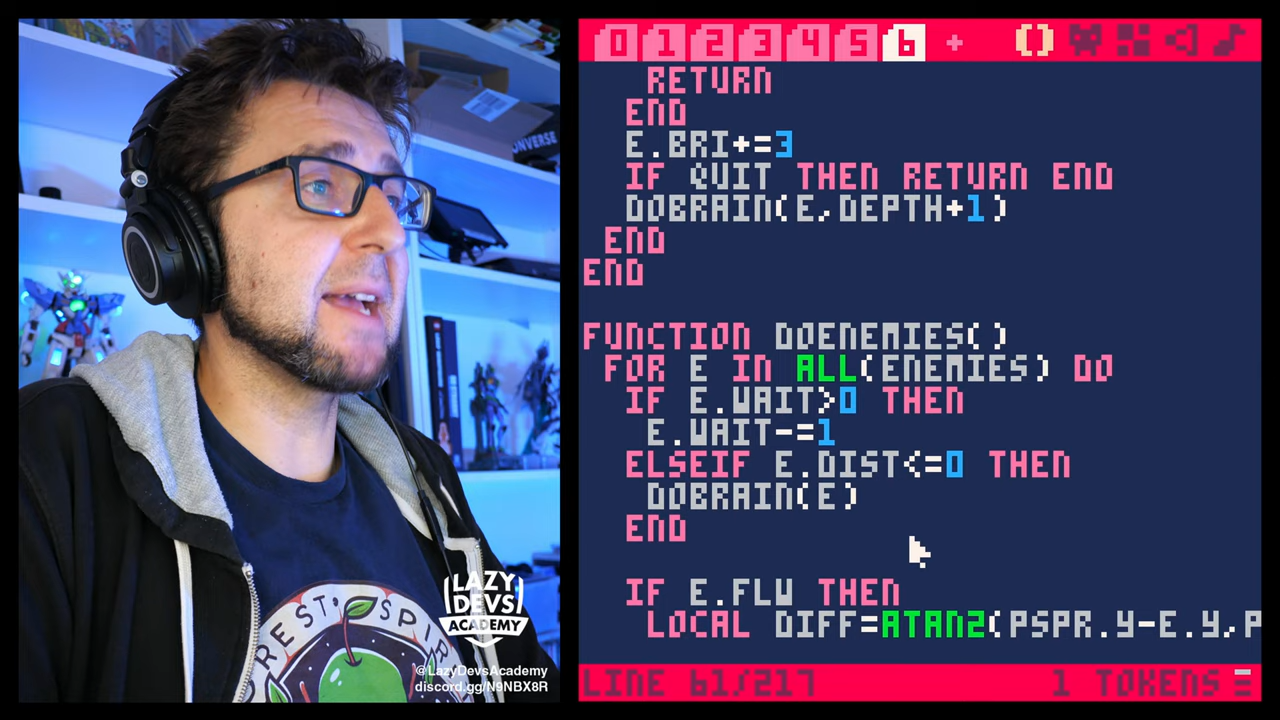 0 1 2 3 4 5 6 + ()
RETURN
END
E.BRI+=3
IF QUIT THEN RETURN END
DOBRAIN(E,DEPTH+1)
END
END
FUNCTION DOENEMIES()
FOR E IN ALL(ENEMIES) DO
IF E.WAIT>0 THEN
E.WAIT-=1
ELSEIF E.DIST<=0 THEN
DOBRAIN(E)
END
IF E.FLW THEN
LOCAL DIFF=ATAN2(PSPR.Y-E.Y,P
LINE 61/217 1 TOKENS
ONVERSE
REST SPIR
LAZY
DEVS
ACADEMY
@LazyDevsAcademy
discord.gg/N9NBX8R